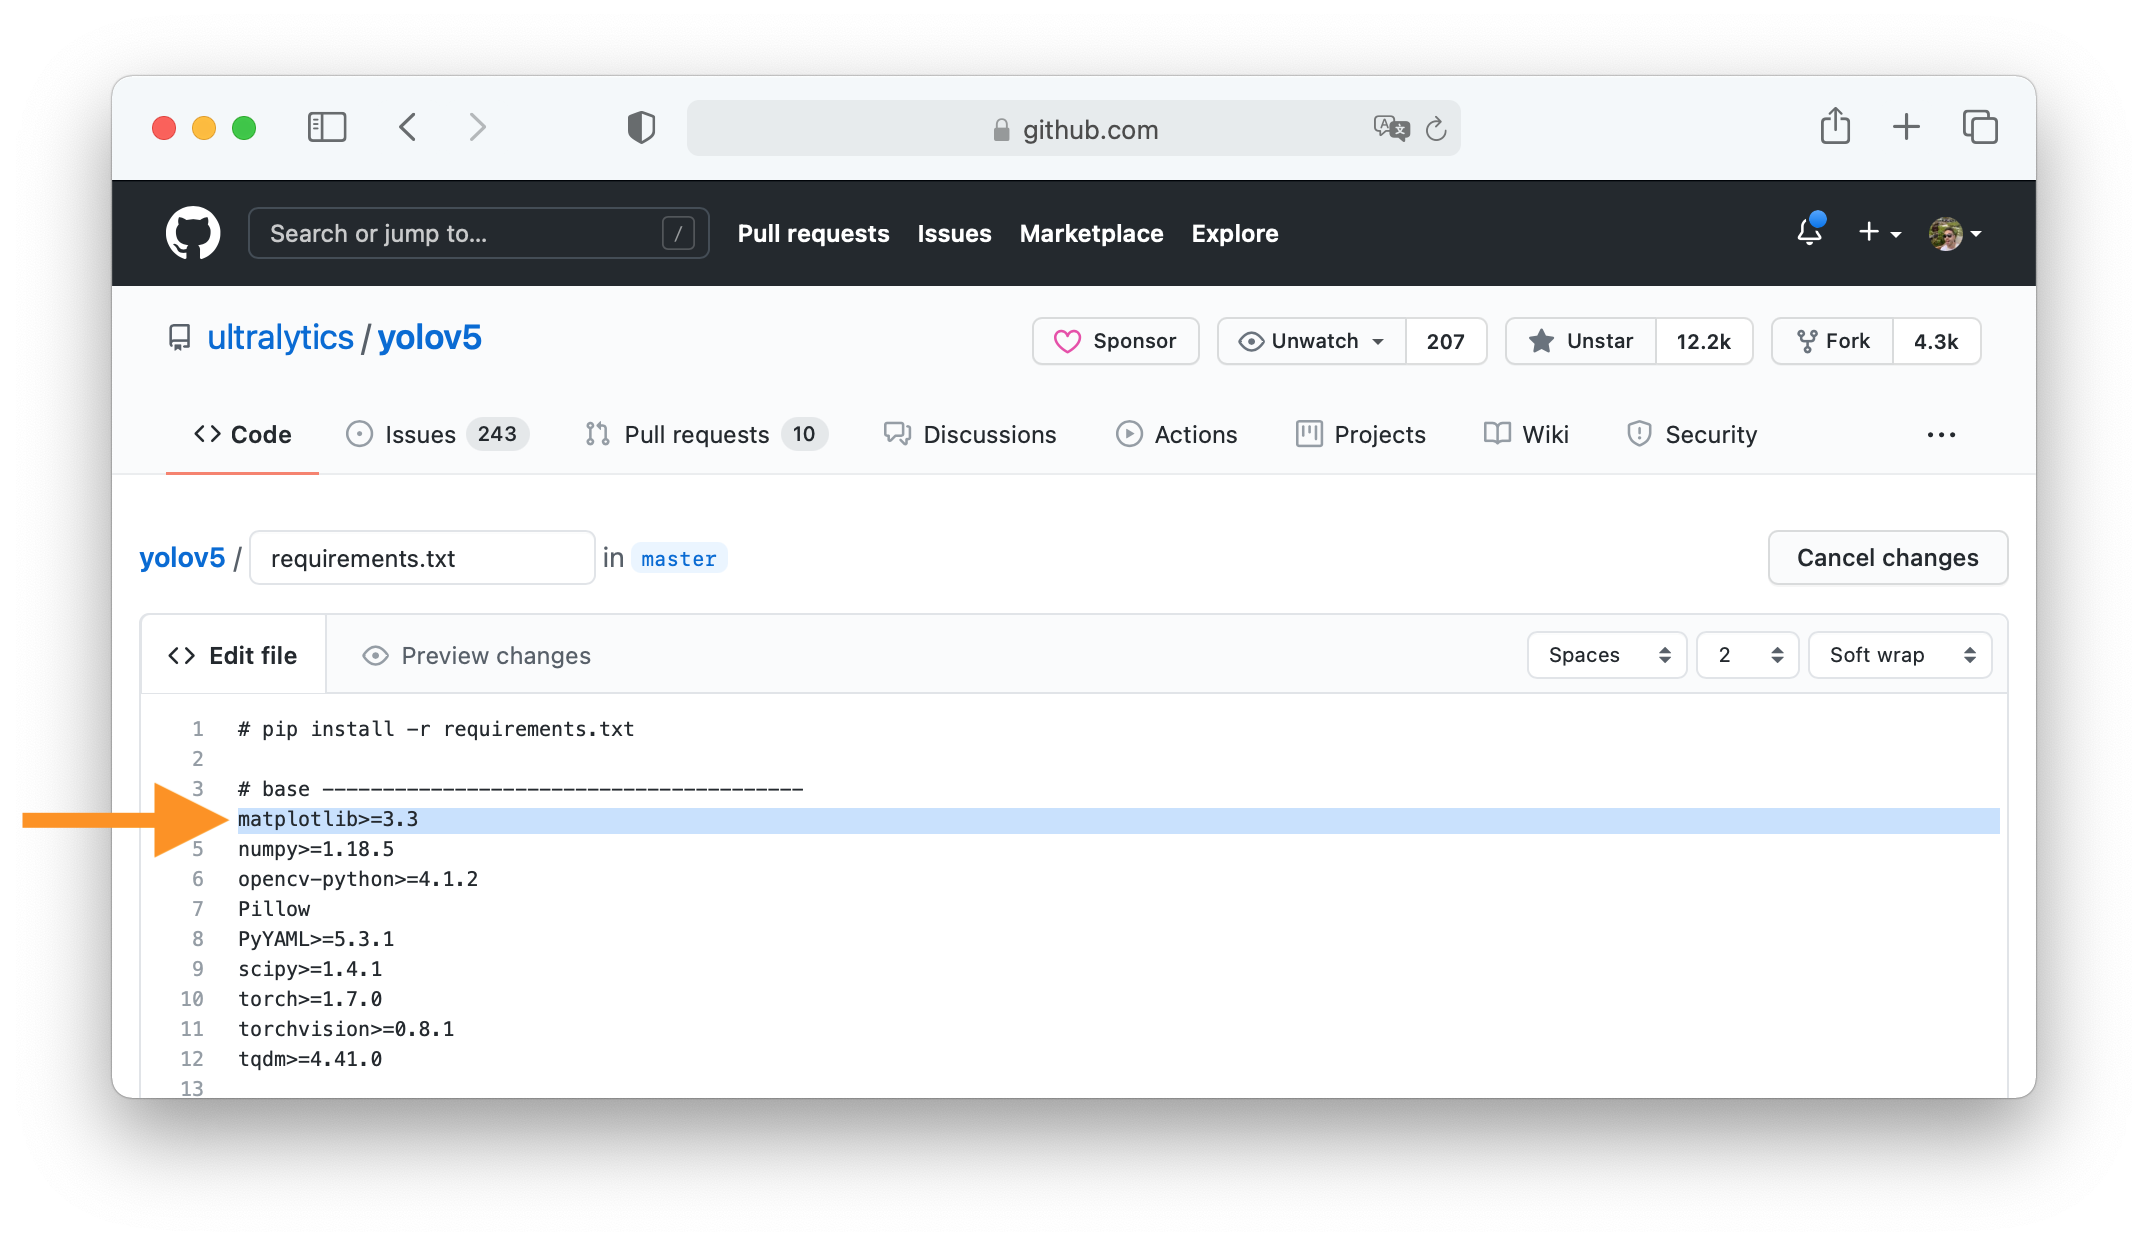 github.com
Search or jump to... /
Pull requests Issues Marketplace Explore
ultralytics / yolov5
Sponsor Unwatch 207 Unstar 12.2k Fork 4.3k
Code Issues 243 Pull requests 10 Discussions Actions Projects Wiki Security ...
yolov5 / requirements.txt in master Cancel changes
Edit file Preview changes Spaces 2 Soft wrap
1 # pip install -r requirements.txt
2
3 # base ----------------------------------------
matplotlib>=3.3
5 numpy>=1.18.5
6 opencv-python>=4.1.2
7 Pillow
8 PyYAML>=5.3.1
9 scipy>=1.4.1
10 torch>=1.7.0
11 torchvision>=0.8.1
12 tqdm>=4.41.0
13